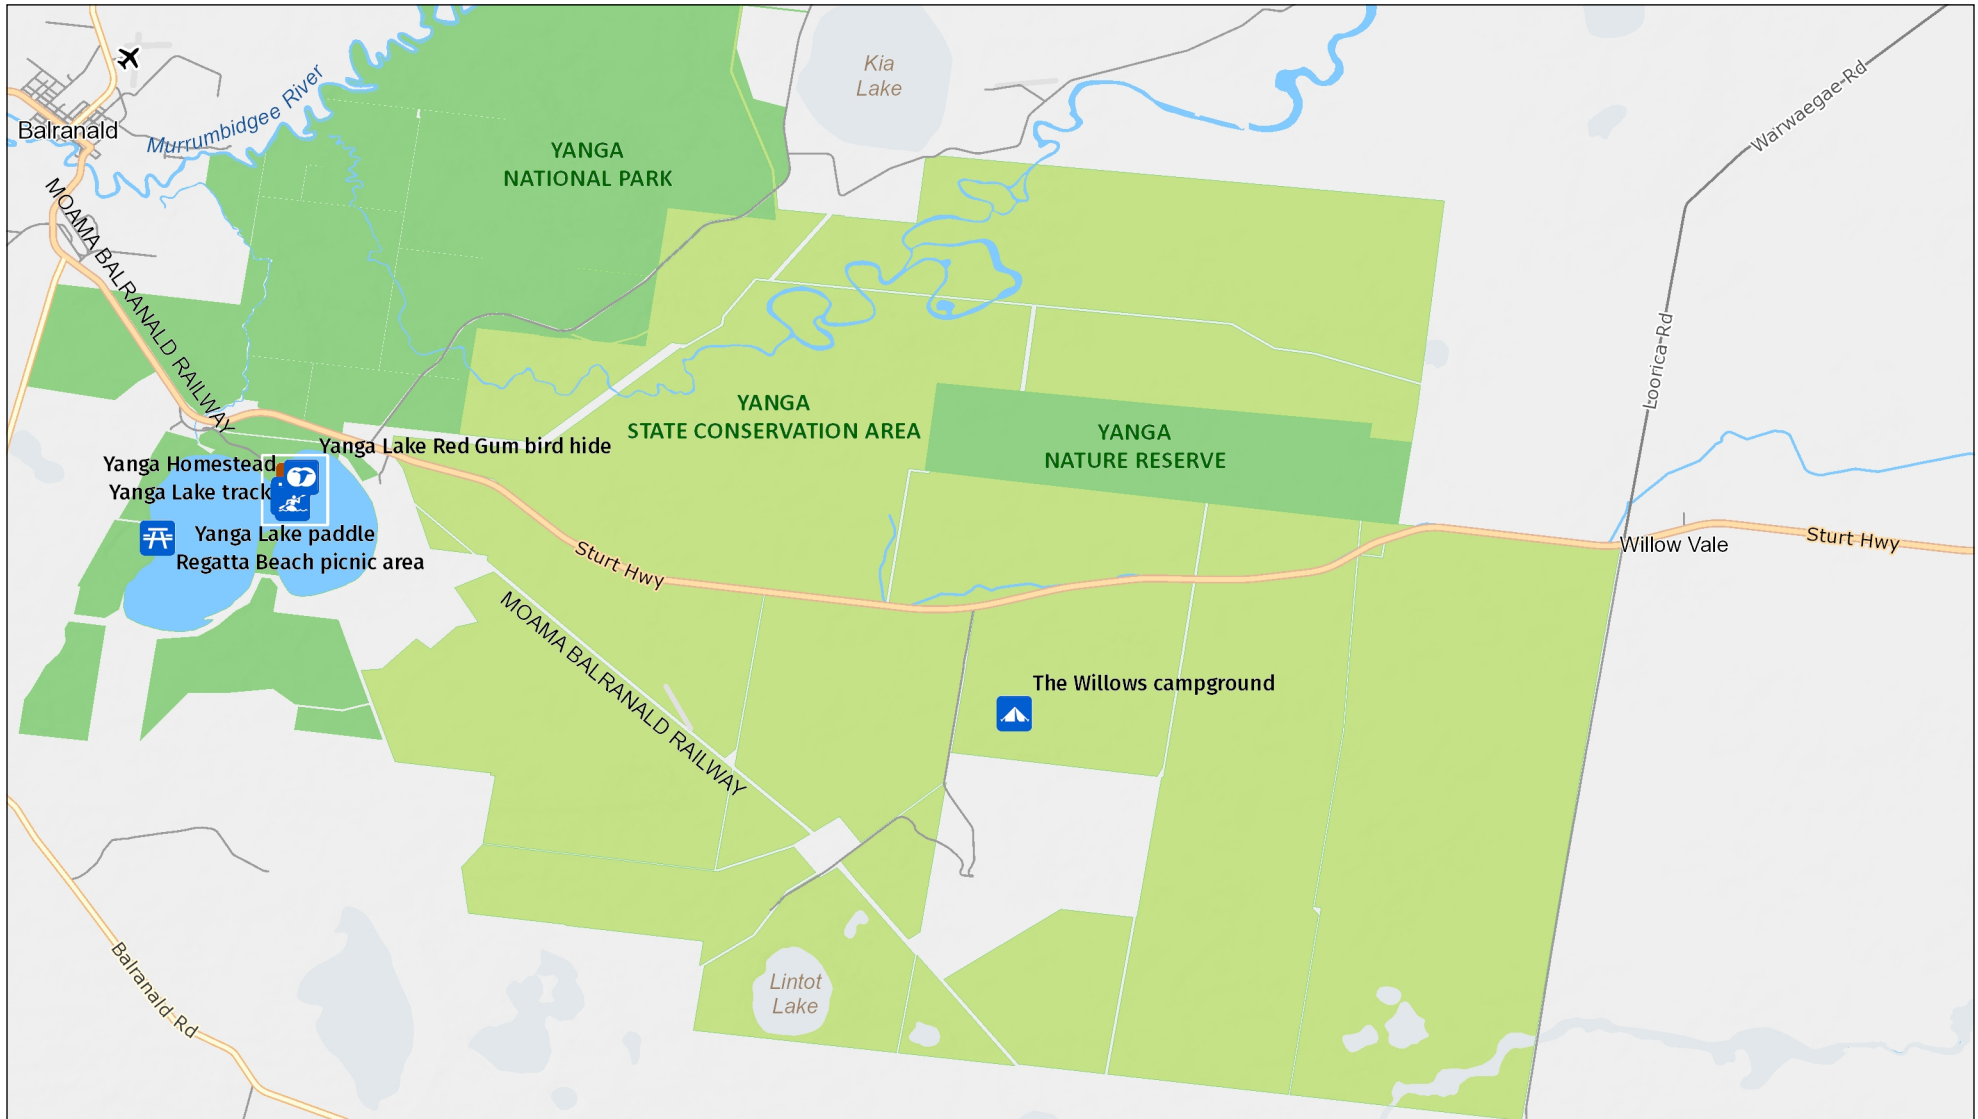 Kia
Lake
Warwaegae-Rd
Murrumbidgee River
Balranald
YANGA
NATIONAL PARK
MOAMA BALRANALD RAILWAY
Loorica-Rd
YANGA
STATE CONSERVATION AREA
YANGA
NATURE RESERVE
Yanga Lake Red Gum bird hide
Yanga Homestead
Yanga Lake track
Yanga Lake paddle
Regatta Beach picnic area
Sturt Hwy
Willow Vale
Sturt Hwy
MOAMA BALRANALD RAILWAY
The Willows campground
Balranald Rd
Lintot
Lake